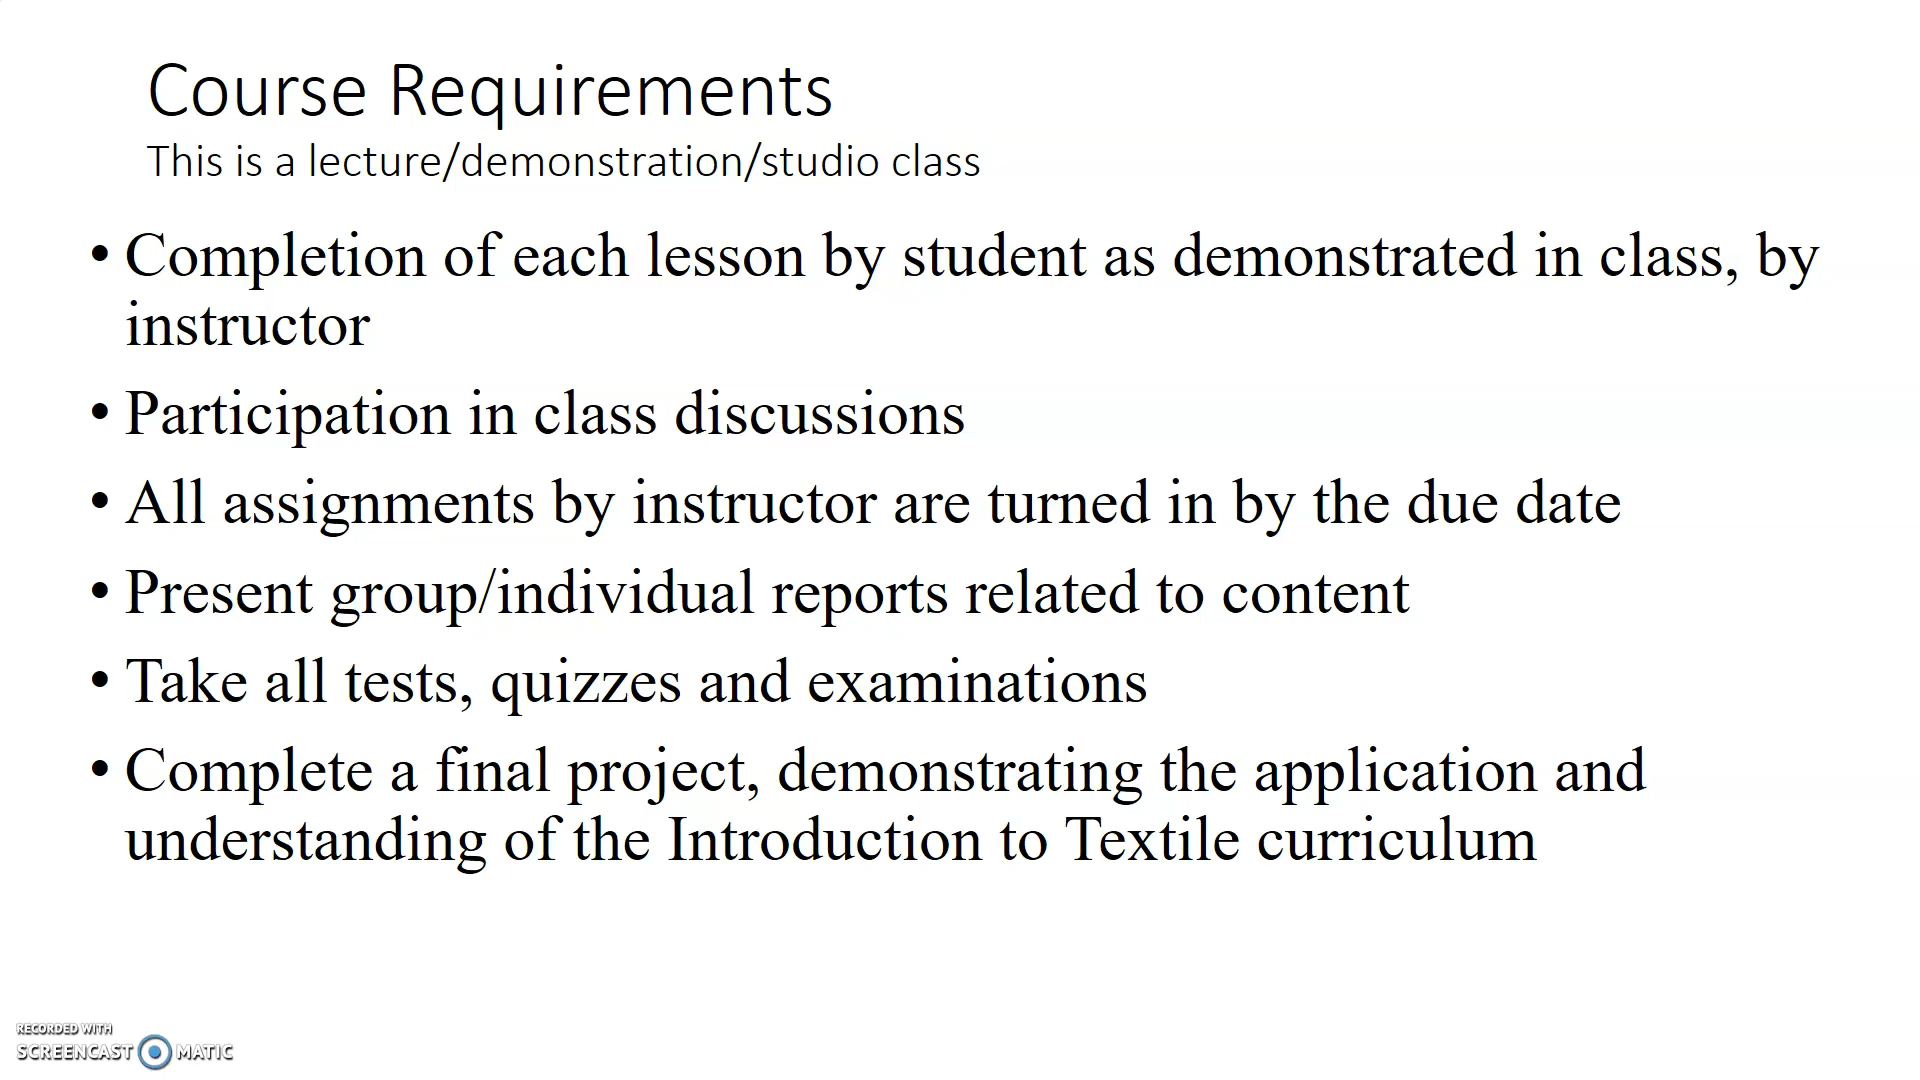 Course Requirements
This is a lecture/demonstration/studio class
• Completion of each lesson by student as demonstrated in class, by
instructor
• Participation in class discussions
• All assignments by instructor are turned in by the due date
• Present group/individual reports related to content
• Take all tests, quizzes and examinations
• Complete a final project, demonstrating the application and
understanding of the Introduction to Textile curriculum
RECORDED WITH
SCREENCAST MATIC